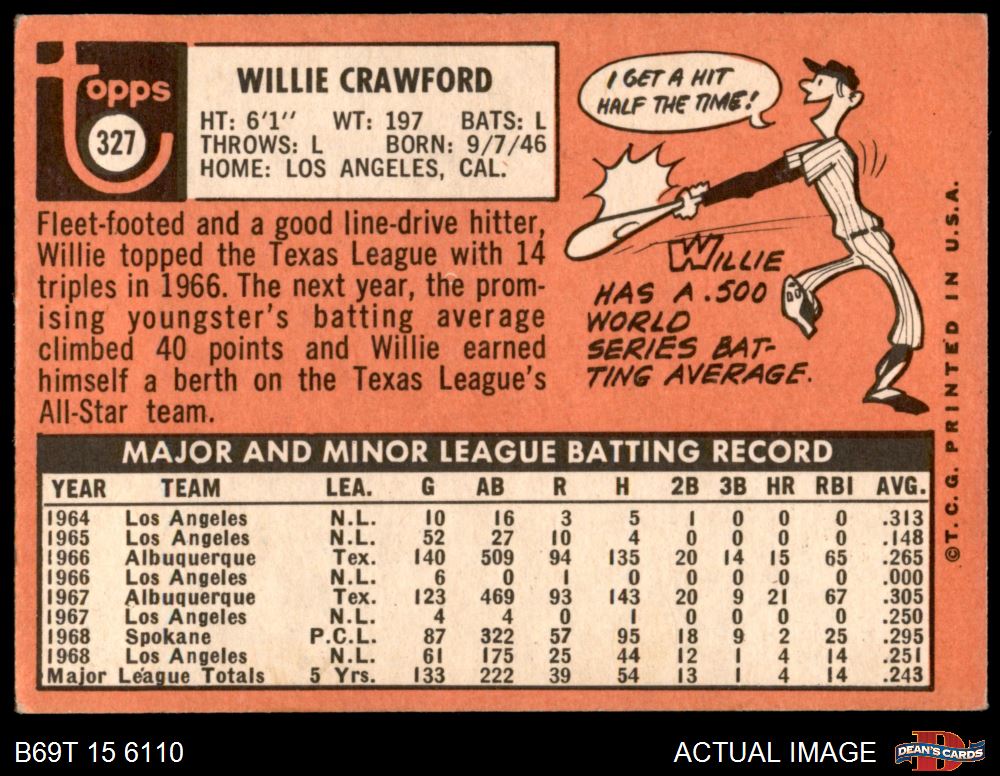 topps
327
WILLIE CRAWFORD
HT: 6'1" WT: 197 BATS: L
THROWS: L BORN: 9/7/46
HOME: LOS ANGELES, CAL.
I GET A HIT
HALF THE TIME!
Fleet-footed and a good line-drive hitter,
Willie topped the Texas League with 14
triples in 1966. The next year, the prom-
ising youngster's batting average
climbed 40 points and Willie earned
himself a berth on the Texas League's
All-Star team.
WILLIE
HAS A .500
WORLD
SERIES BAT-
TING AVERAGE.
MAJOR AND MINOR LEAGUE BATTING RECORD
YEAR TEAM LEA. G AB R H 2B 3B HR RBI AVG.
1964 Los Angeles N.L. 10 16 3 5 1 0 0 0 .313
1965 Los Angeles N.L. 52 27 10 4 0 0 0 0 .148
1966 Albuquerque Tex. 140 509 94 135 20 14 15 65 .265
1966 Los Angeles N.L. 6 0 1 0 0 0 0 0 .000
1967 Albuquerque Tex. 123 469 93 143 20 9 21 67 .305
1967 Los Angeles N.L. 4 4 0 1 0 0 0 0 .250
1968 Spokane P.C.L. 87 322 57 95 18 9 2 25 .295
1968 Los Angeles N.L. 61 175 25 44 12 1 4 14 .251
Major League Totals 5 Yrs. 133 222 39 54 13 1 4 14 .243
©T.C.G. PRINTED IN U.S.A.
B69T 15 6110
ACTUAL IMAGE
DEAN'S CARDS